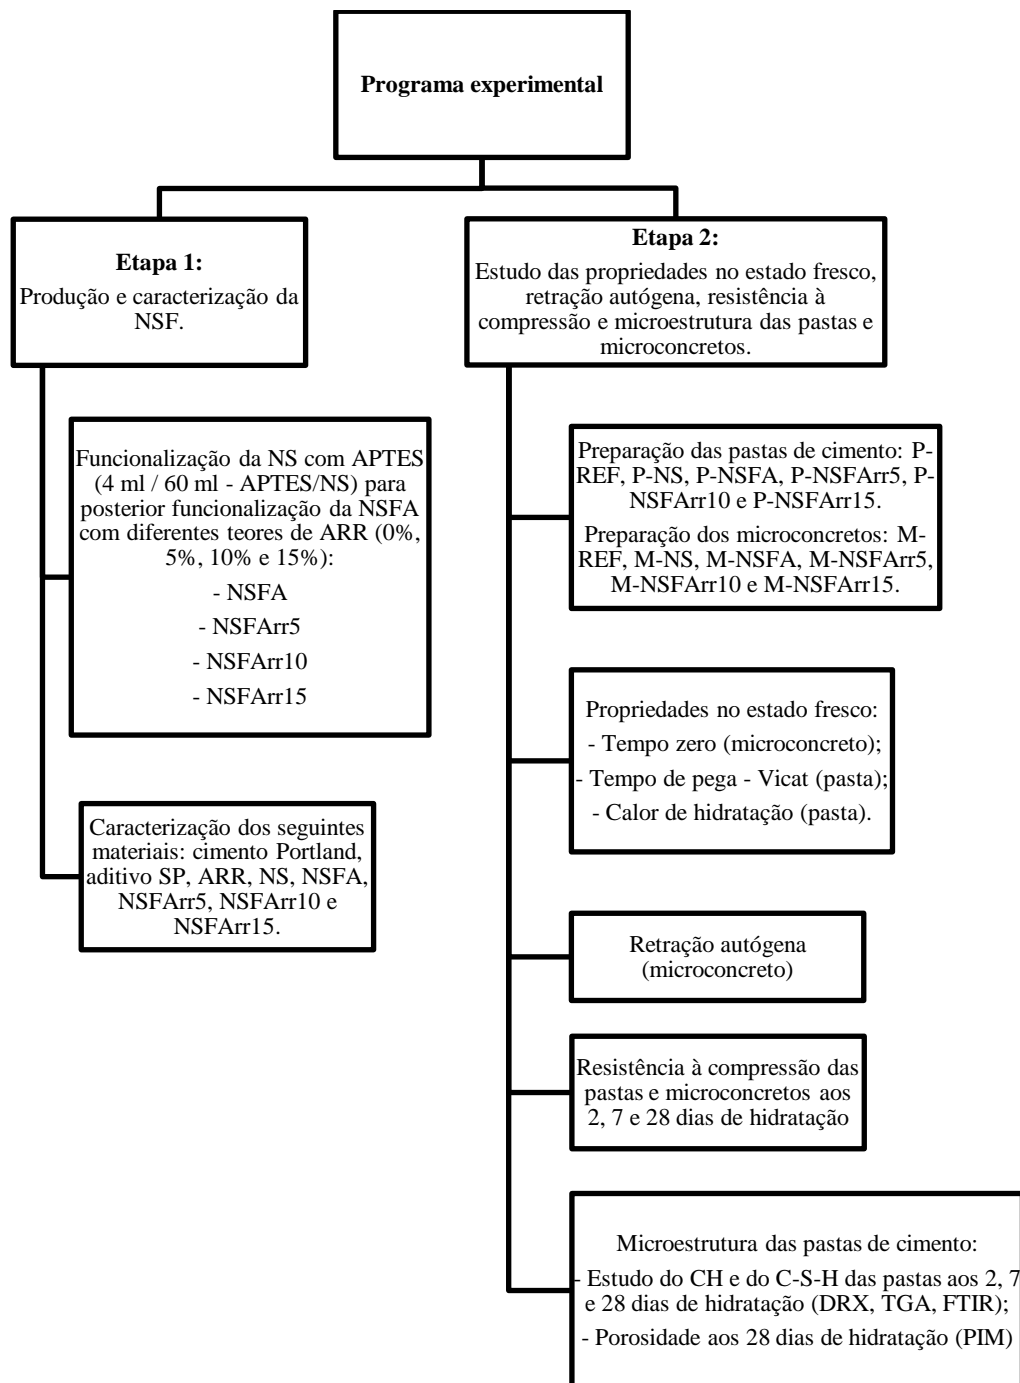 Programa experimental
Etapa 1:
Produção e caracterização da
NSF.
Funcionalização da NS com APTES
(4 ml / 60 ml - APTES/NS) para
posterior funcionalização da NSFA
com diferentes teores de ARR (0%,
5%, 10% e 15%):
- NSFA
- NSFArr5
- NSFArr10
- NSFArr15
Caracterização dos seguintes
materiais: cimento Portland,
aditivo SP, ARR, NS, NSFA,
NSFArr5, NSFArr10 e
NSFArr15.
Etapa 2:
Estudo das propriedades no estado fresco,
retração autógena, resistência à
compressão e microestrutura das pastas e
microconcretos.
Preparação das pastas de cimento: P-
REF, P-NS, P-NSFA, P-NSFArr5, P-
NSFArr10 e P-NSFArr15.
Preparação dos microconcretos: M-
REF, M-NS, M-NSFA, M-NSFArr5,
M-NSFArr10 e M-NSFArr15.
Propriedades no estado fresco:
- Tempo zero (microconcreto);
- Tempo de pega - Vicat (pasta);
- Calor de hidratação (pasta).
Retração autógena
(microconcreto)
Resistência à compressão das
pastas e microconcretos aos
2, 7 e 28 dias de hidratação
Microestrutura das pastas de cimento:
- Estudo do CH e do C-S-H das pastas aos 2, 7
e 28 dias de hidratação (DRX, TGA, FTIR);
- Porosidade aos 28 dias de hidratação (PIM)